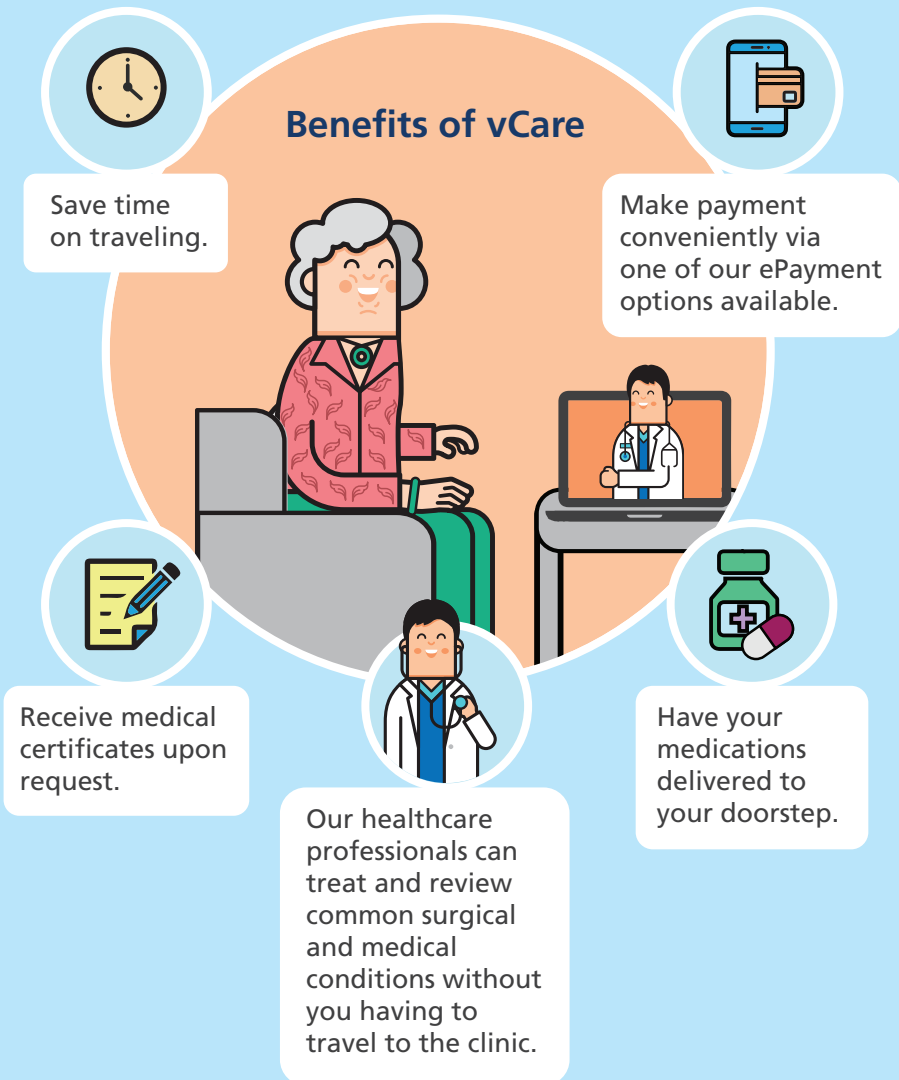 Benefits of vCare
Save time
on traveling.
Make payment
conveniently via
one of our ePayment
options available.
Receive medical
certificates upon
request.
Our healthcare
professionals can
treat and review
common surgical
and medical
conditions without
you having to
travel to the clinic.
Have your
medications
delivered to
your doorstep.